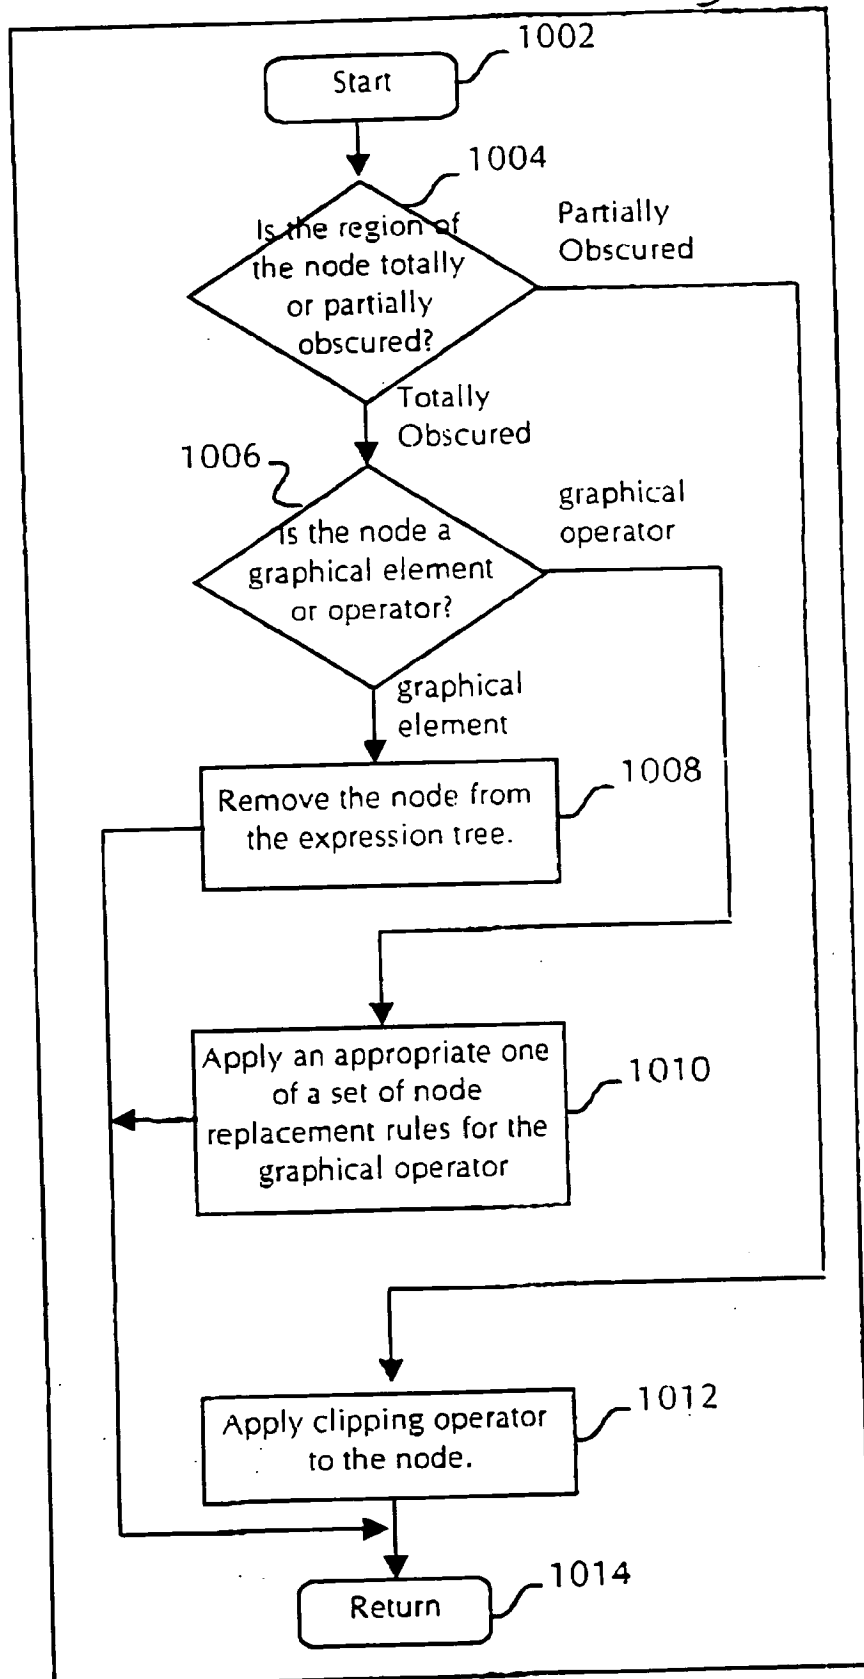 1002
Start
1004
Is the region of
the node totally
or partially
obscured?
Partially
Obscured
Totally
Obscured
1006
Is the node a
graphical element
or operator?
graphical
operator
graphical
element
1008
Remove the node from
the expression tree.
Apply an appropriate one
of a set of node
replacement rules for the
graphical operator
1010
Apply clipping operator
to the node.
1012
Return
1014